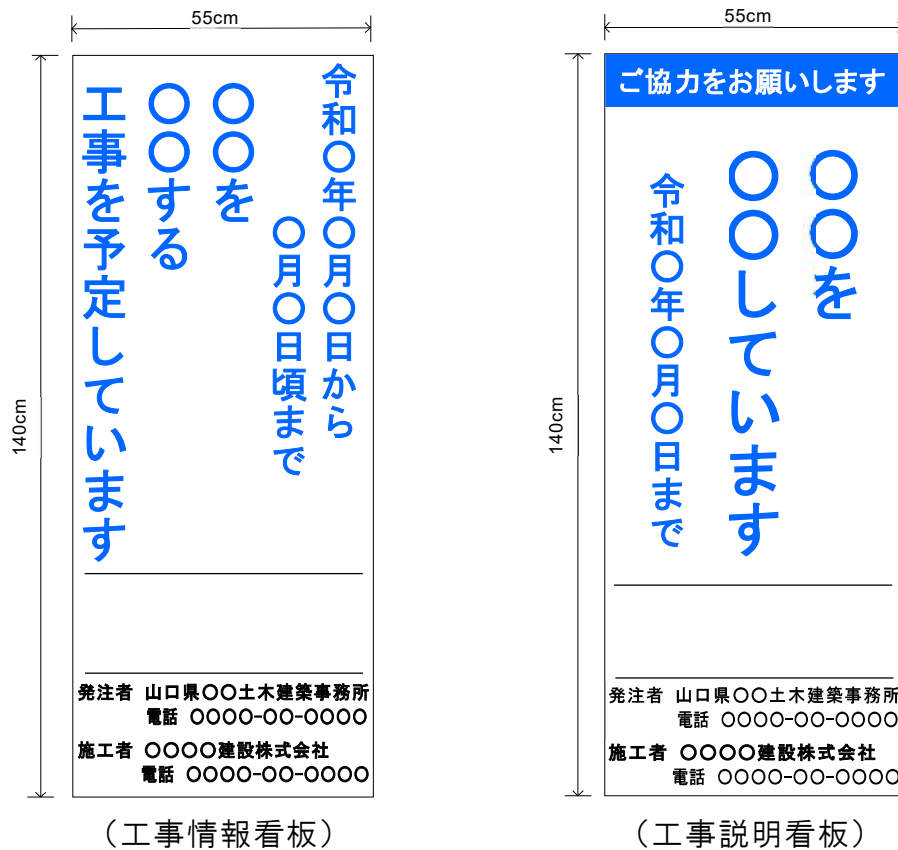 55cm
140cm
令和〇年〇月〇日から
〇月〇日頃まで
〇〇を
〇〇する
工事を予定しています
発注者 山口県〇〇土木建築事務所
電話 〇〇〇〇-〇〇-〇〇〇〇
施工者 〇〇〇〇建設株式会社
電話 〇〇〇〇-〇〇-〇〇〇〇
（工事情報看板）
55cm
140cm
ご協力をお願いします
〇〇を
〇〇しています
令和〇年〇月〇日まで
発注者 山口県〇〇土木建築事務所
電話 〇〇〇〇-〇〇-〇〇〇〇
施工者 〇〇〇〇建設株式会社
電話 〇〇〇〇-〇〇-〇〇〇〇
（工事説明看板）